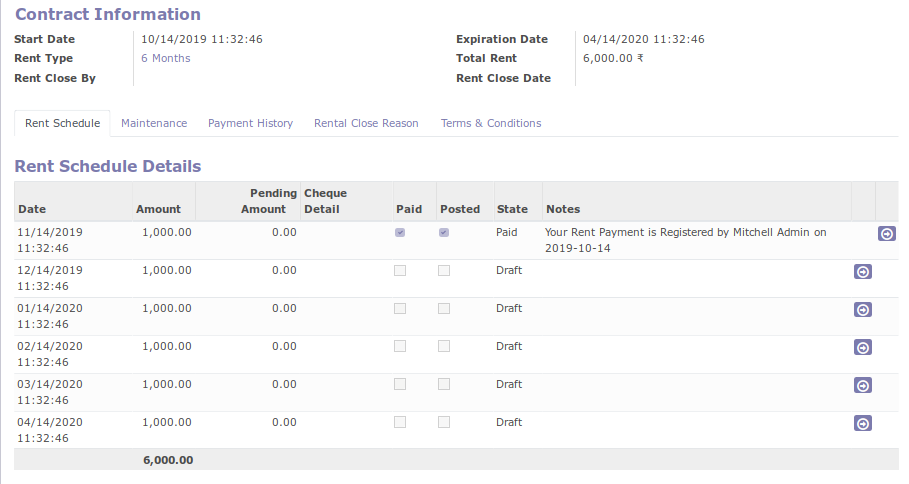 Contract Information
Start Date 10/14/2019 11:32:46 Expiration Date 04/14/2020 11:32:46
Rent Type 6 Months Total Rent 6,000.00 ₹
Rent Close By Rent Close Date
Rent Schedule Maintenance Payment History Rental Close Reason Terms & Conditions
Rent Schedule Details
Pending Cheque
Date Amount Amount Detail Paid Posted State Notes
11/14/2019 1,000.00 0.00 Paid Your Rent Payment is Registered by Mitchell Admin on
11:32:46 2019-10-14
12/14/2019 1,000.00 0.00 Draft
11:32:46
01/14/2020 1,000.00 0.00 Draft
11:32:46
02/14/2020 1,000.00 0.00 Draft
11:32:46
03/14/2020 1,000.00 0.00 Draft
11:32:46
04/14/2020 1,000.00 0.00 Draft
11:32:46
6,000.00